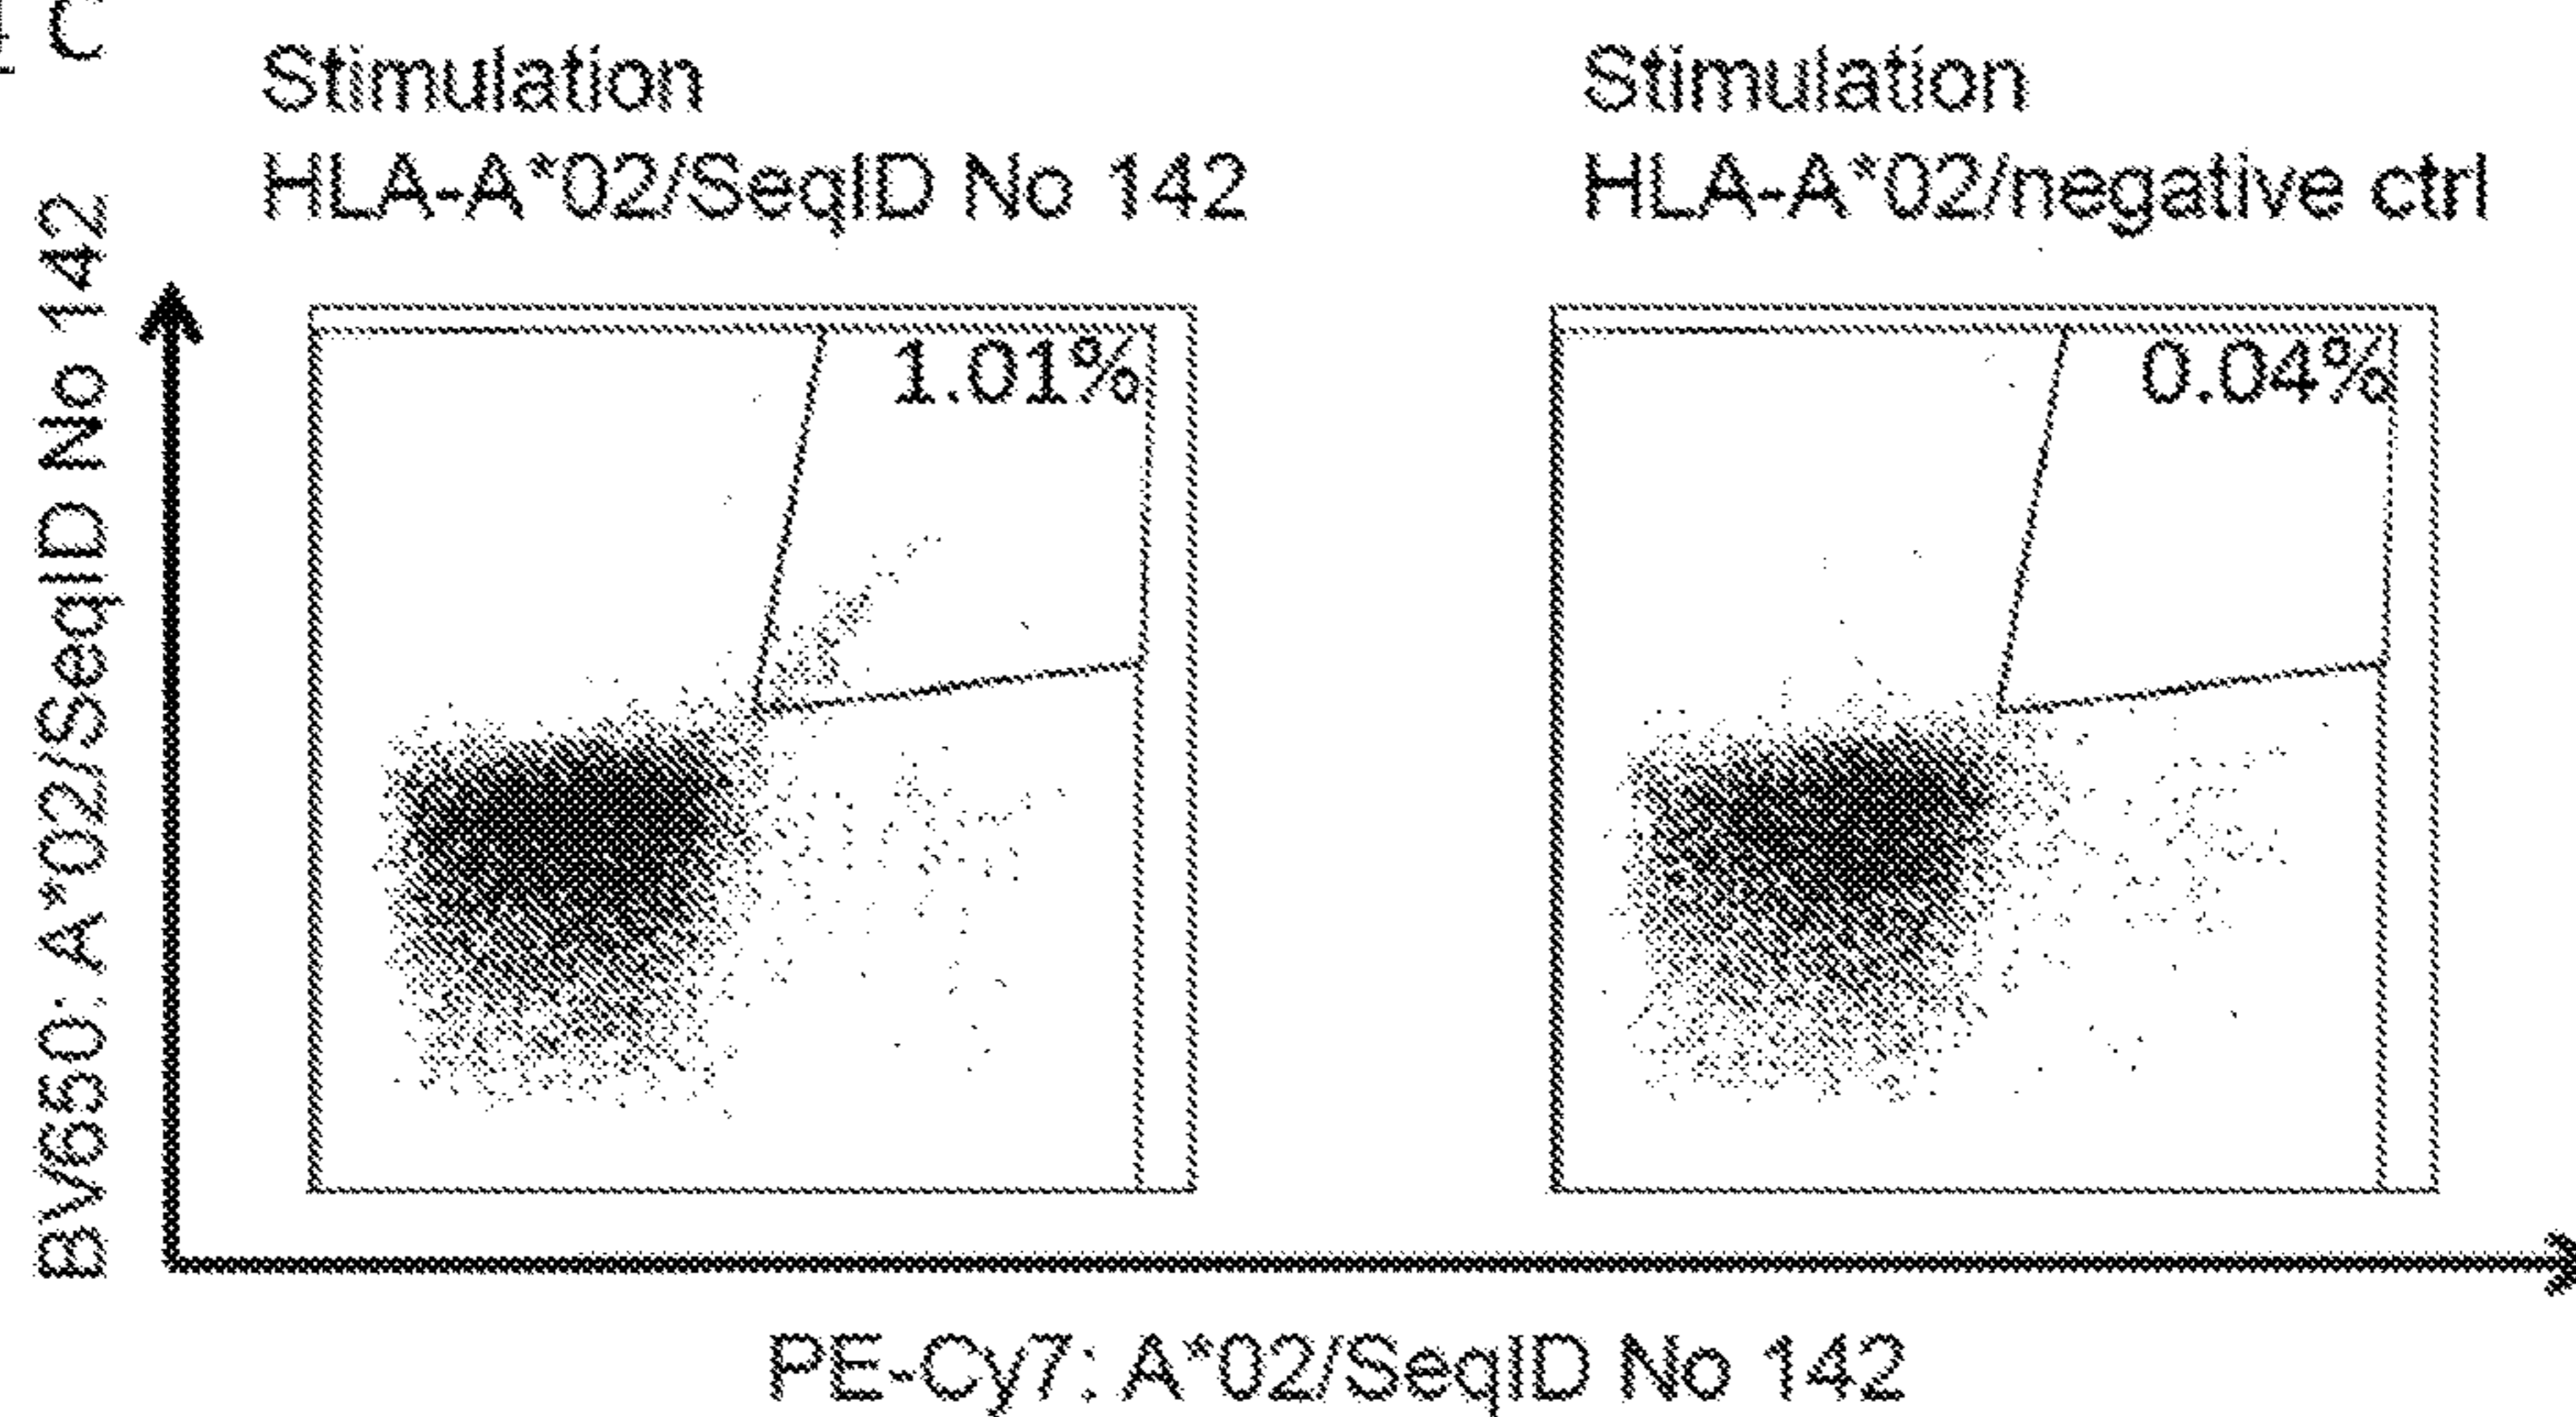 C
Stimulation
HLA-A*02/SeqID No 142
Stimulation
HLA-A*02/negative ctrl
1.01%
0.04%
BV650: A*02/SeqID No 142
PE-Cy7: A*02/SeqID No 142